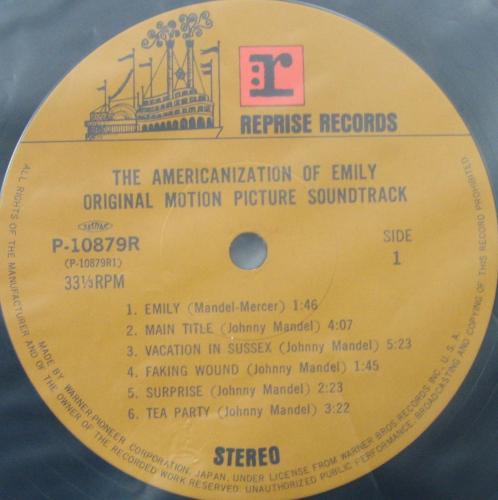 r:
REPRISE RECORDS
THE AMERICANIZATION OF EMILY
ORIGINAL MOTION PICTURE SOUNDTRACK
P-10879R
(P-10879R1)
33⅓RPM
SIDE
1
1. EMILY (Mandel-Mercer) 1:46
2. MAIN TITLE (Johnny Mandel) 4:07
3. VACATION IN SUSSEX (Johnny Mandel) 5:23
4. FAKING WOUND (Johnny Mandel) 1:45
5. SURPRISE (Johnny Mandel) 2:23
6. TEA PARTY (Johnny Mandel) 3:22
STEREO
ALL RIGHTS OF THE MANUFACTURER AND OF THE OWNER OF THE RECORDED WORK RESERVED. UNAUTHORIZED PUBLIC PERFORMANCE, BROADCASTING AND COPYING OF THIS RECORD PROHIBITED.
MADE BY WARNER-PIONEER CORPORATION, JAPAN, UNDER LICENSE FROM WARNER BROS. RECORDS INC., U.S.A.